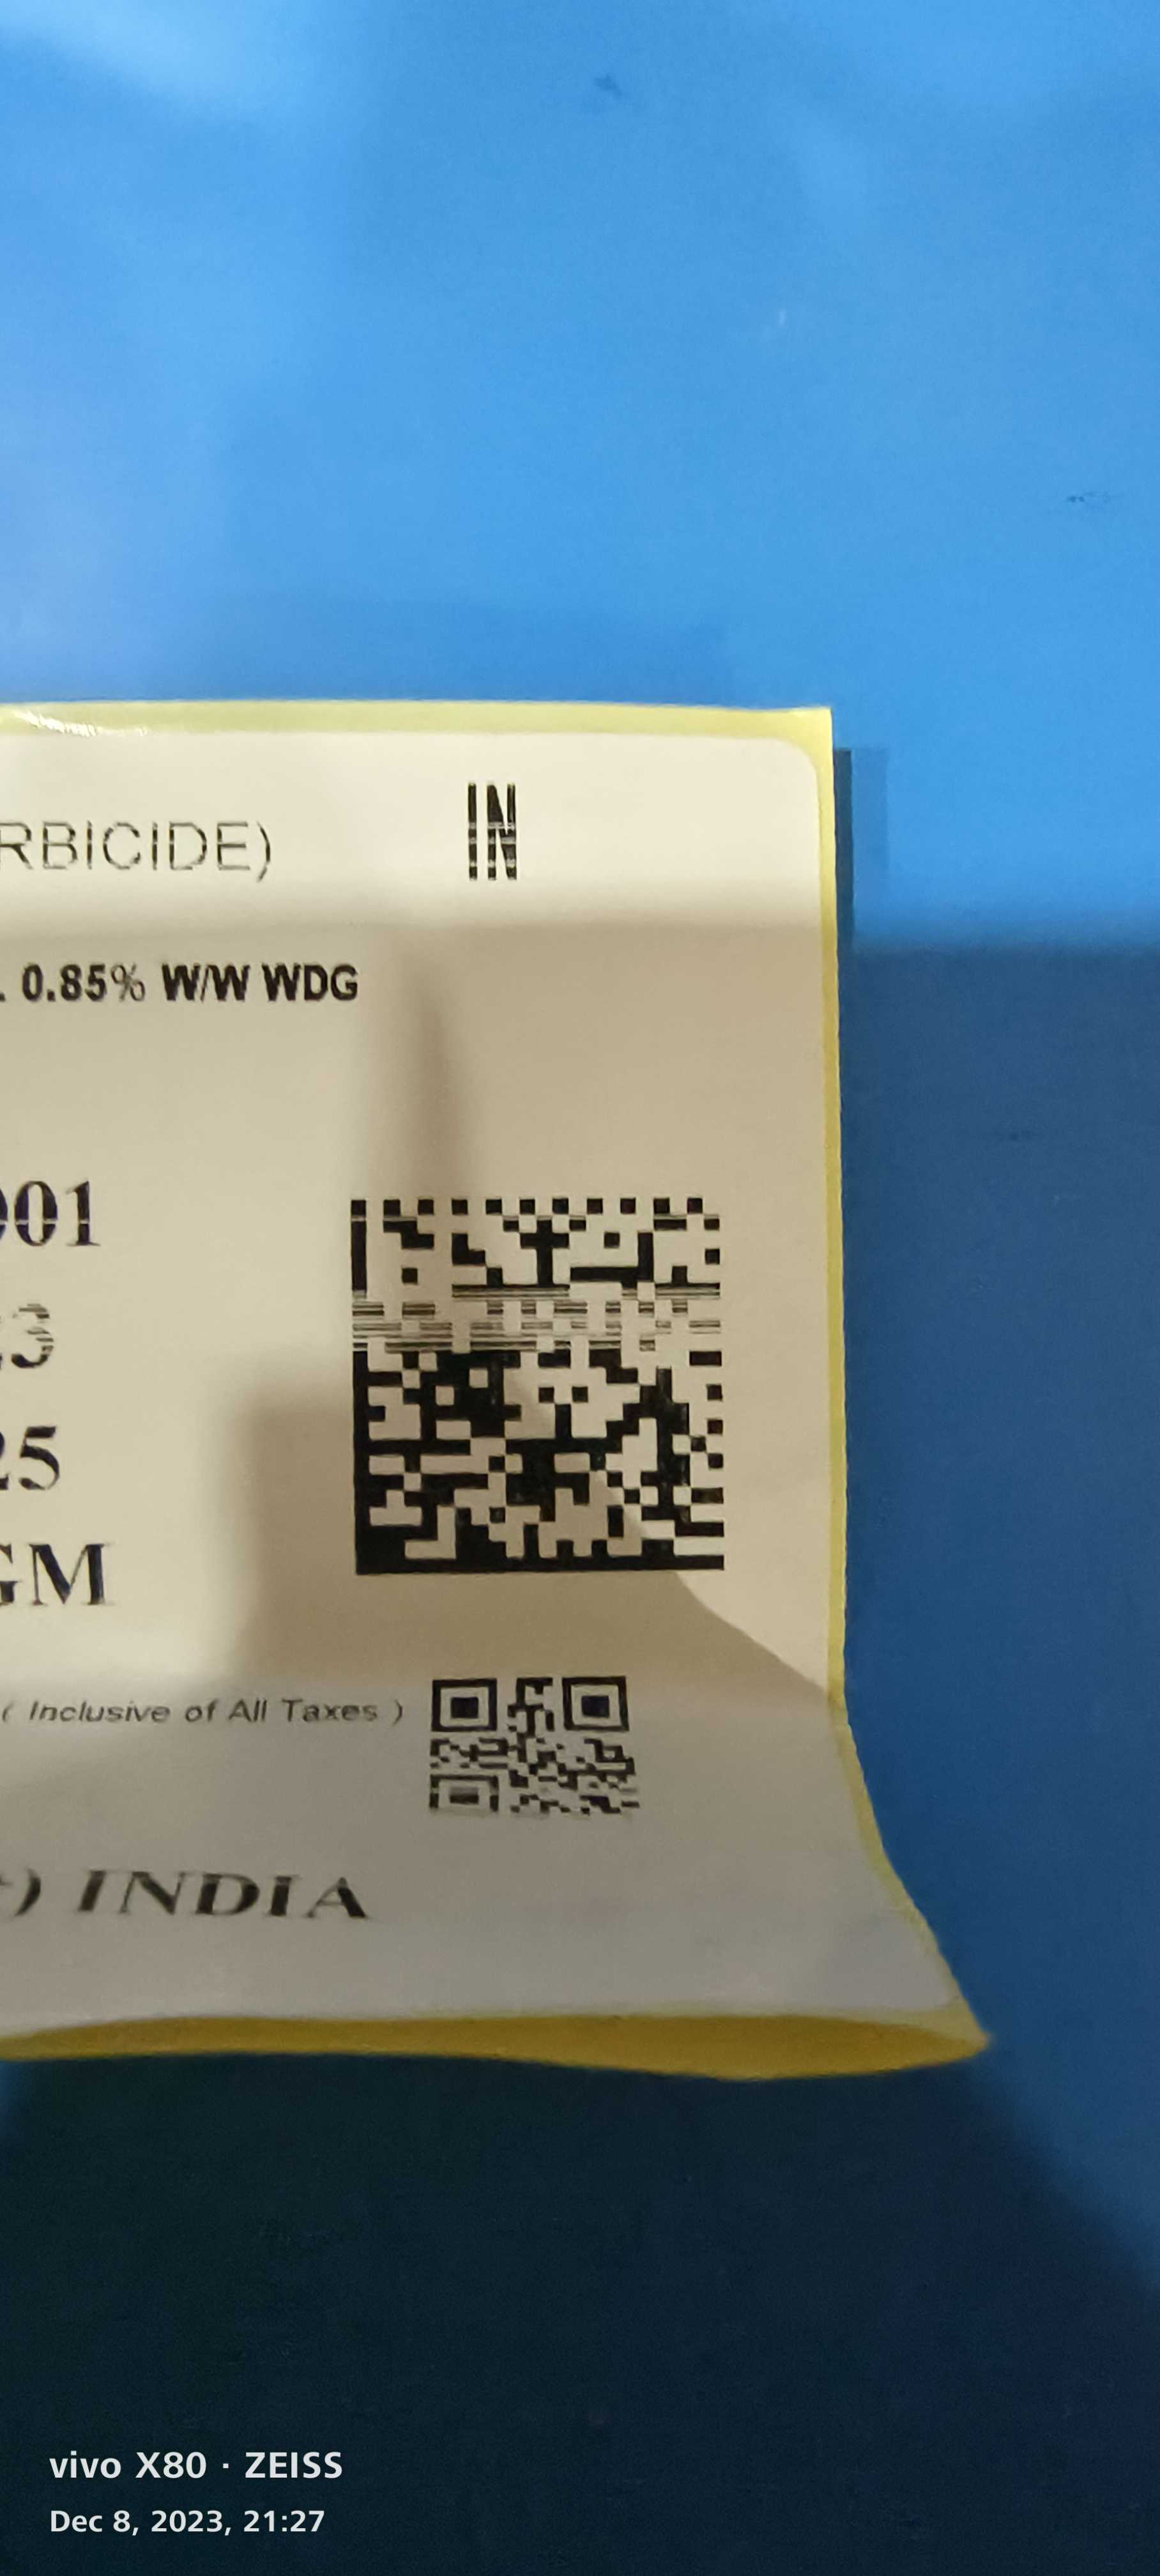 RBICIDE) IN
. 0.85% W/W WDG
001
3
25
GM
( Inclusive of All Taxes )
) INDIA
vivo X80 · ZEISS
Dec 8, 2023, 21:27